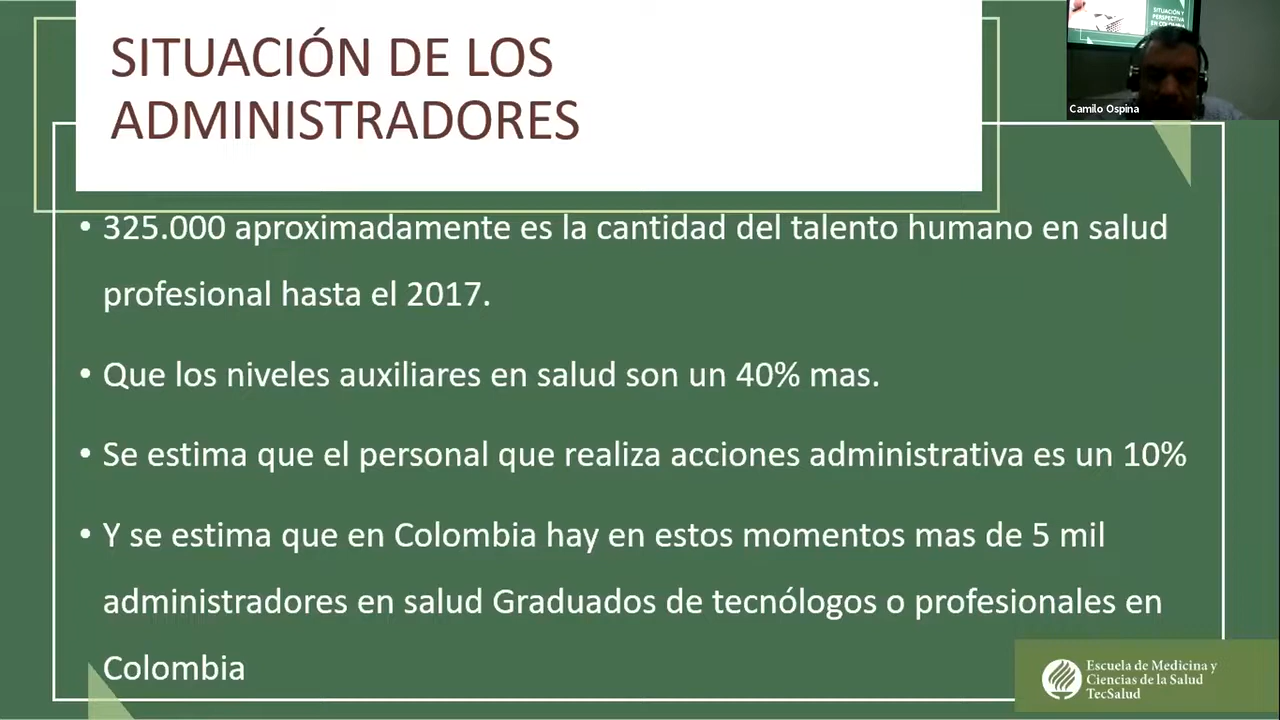 SITUACIÓN DE LOS
ADMINISTRADORES
SITUACIÓN Y
PERSPECTIVA
Camilo Ospina
• 325.000 aproximadamente es la cantidad del talento humano en salud
profesional hasta el 2017.
• Que los niveles auxiliares en salud son un 40% mas.
• Se estima que el personal que realiza acciones administrativa es un 10%
• Y se estima que en Colombia hay en estos momentos mas de 5 mil
administradores en salud Graduados de tecnólogos o profesionales en
Colombia
Escuela de Medicina y
Ciencias de la Salud
TecSalud